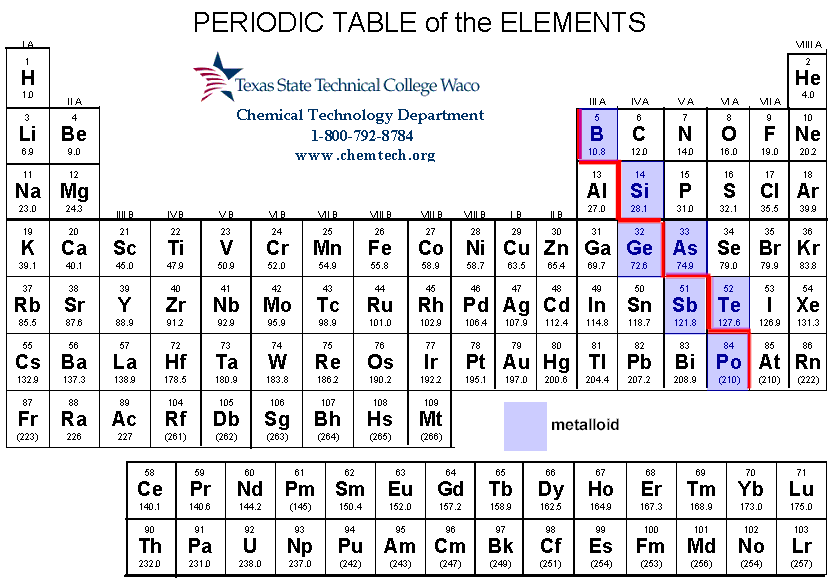 PERIODIC TABLE of the ELEMENTS
I A VIII A
1 2
H He
1.0 4.0
Texas State Technical College Waco
Chemical Technology Department
1-800-792-8784
www.chemtech.org
II A III A IV A V A VI A VII A
3 4 5 6 7 8 9 10
Li Be B C N O F Ne
6.9 9.0 10.8 12.0 14.0 16.0 19.0 20.2
11 12 13 14 15 16 17 18
Na Mg Al Si P S Cl Ar
23.0 24.3 27.0 28.1 31.0 32.1 35.5 39.9
IIII B IV B V B VI B VII B VIII B VIII B VIII B I B II B
19 20 21 22 23 24 25 26 27 28 29 30 31 32 33 34 35 36
K Ca Sc Ti V Cr Mn Fe Co Ni Cu Zn Ga Ge As Se Br Kr
39.1 40.1 45.0 47.9 50.9 52.0 54.9 55.8 58.9 58.7 63.5 65.4 69.7 72.6 74.9 79.0 79.9 83.8
37 38 39 40 41 42 43 44 45 46 47 48 49 50 51 52 53 54
Rb Sr Y Zr Nb Mo Tc Ru Rh Pd Ag Cd In Sn Sb Te I Xe
85.5 87.6 88.9 91.2 92.9 95.9 98.9 101.0 102.9 106.4 107.9 112.4 114.8 118.7 121.8 127.6 126.9 131.3
55 56 57 72 73 74 75 76 77 78 79 80 81 82 83 84 85 86
Cs Ba La Hf Ta W Re Os Ir Pt Au Hg Tl Pb Bi Po At Rn
132.9 137.3 138.9 178.5 180.9 183.8 186.2 190.2 192.2 195.1 197.0 200.6 204.4 207.2 208.9 (210) (210) (222)
87 88 89 104 105 106 107 108 109
Fr Ra Ac Rf Db Sg Bh Hs Mt
(223) 226 227 (261) (262) (263) (264) (265) (266)
metalloid
58 59 60 61 62 63 64 65 66 67 68 69 70 71
Ce Pr Nd Pm Sm Eu Gd Tb Dy Ho Er Tm Yb Lu
140.1 140.6 144.2 (145) 150.4 152.0 157.2 158.9 162.5 164.9 167.3 168.9 173.0 175.0
90 91 92 93 94 95 96 97 98 99 100 101 102 103
Th Pa U Np Pu Am Cm Bk Cf Es Fm Md No Lr
232.0 231.0 238.0 237.0 (242) (243) (247) (249) (251) (254) (253) (256) (254) (257)